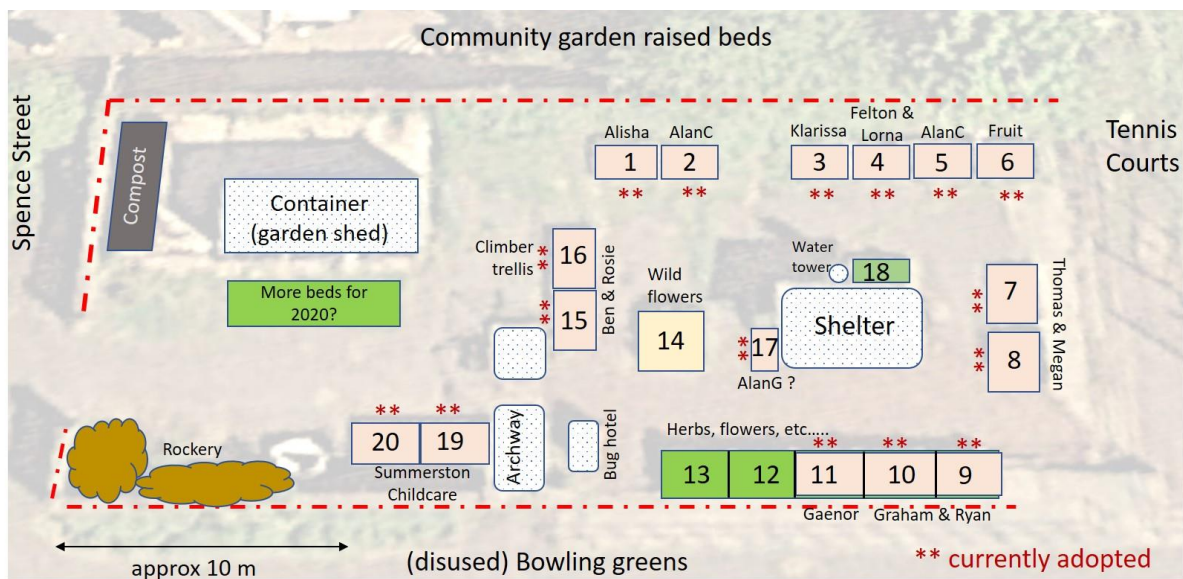 Community garden raised beds
Spence Street
Compost
Container
(garden shed)
More beds for
2020?
Alisha
AlanC
1
2
**
**
Klarissa
Felton &
Lorna
AlanC
Fruit
3
4
5
6
**
**
**
**
Tennis
Courts
Climber
trellis
**
16
**
15
Ben & Rosie
Wild
flowers
14
Water
tower
18
Shelter
**
17
AlanG ?
**
7
**
8
Thomas & Megan
Rockery
**
**
20
19
Summerston
Childcare
Archway
Bug hotel
Herbs, flowers, etc.....
**
**
**
13
12
11
10
9
Gaenor
Graham & Ryan
approx 10 m
(disused) Bowling greens
** currently adopted